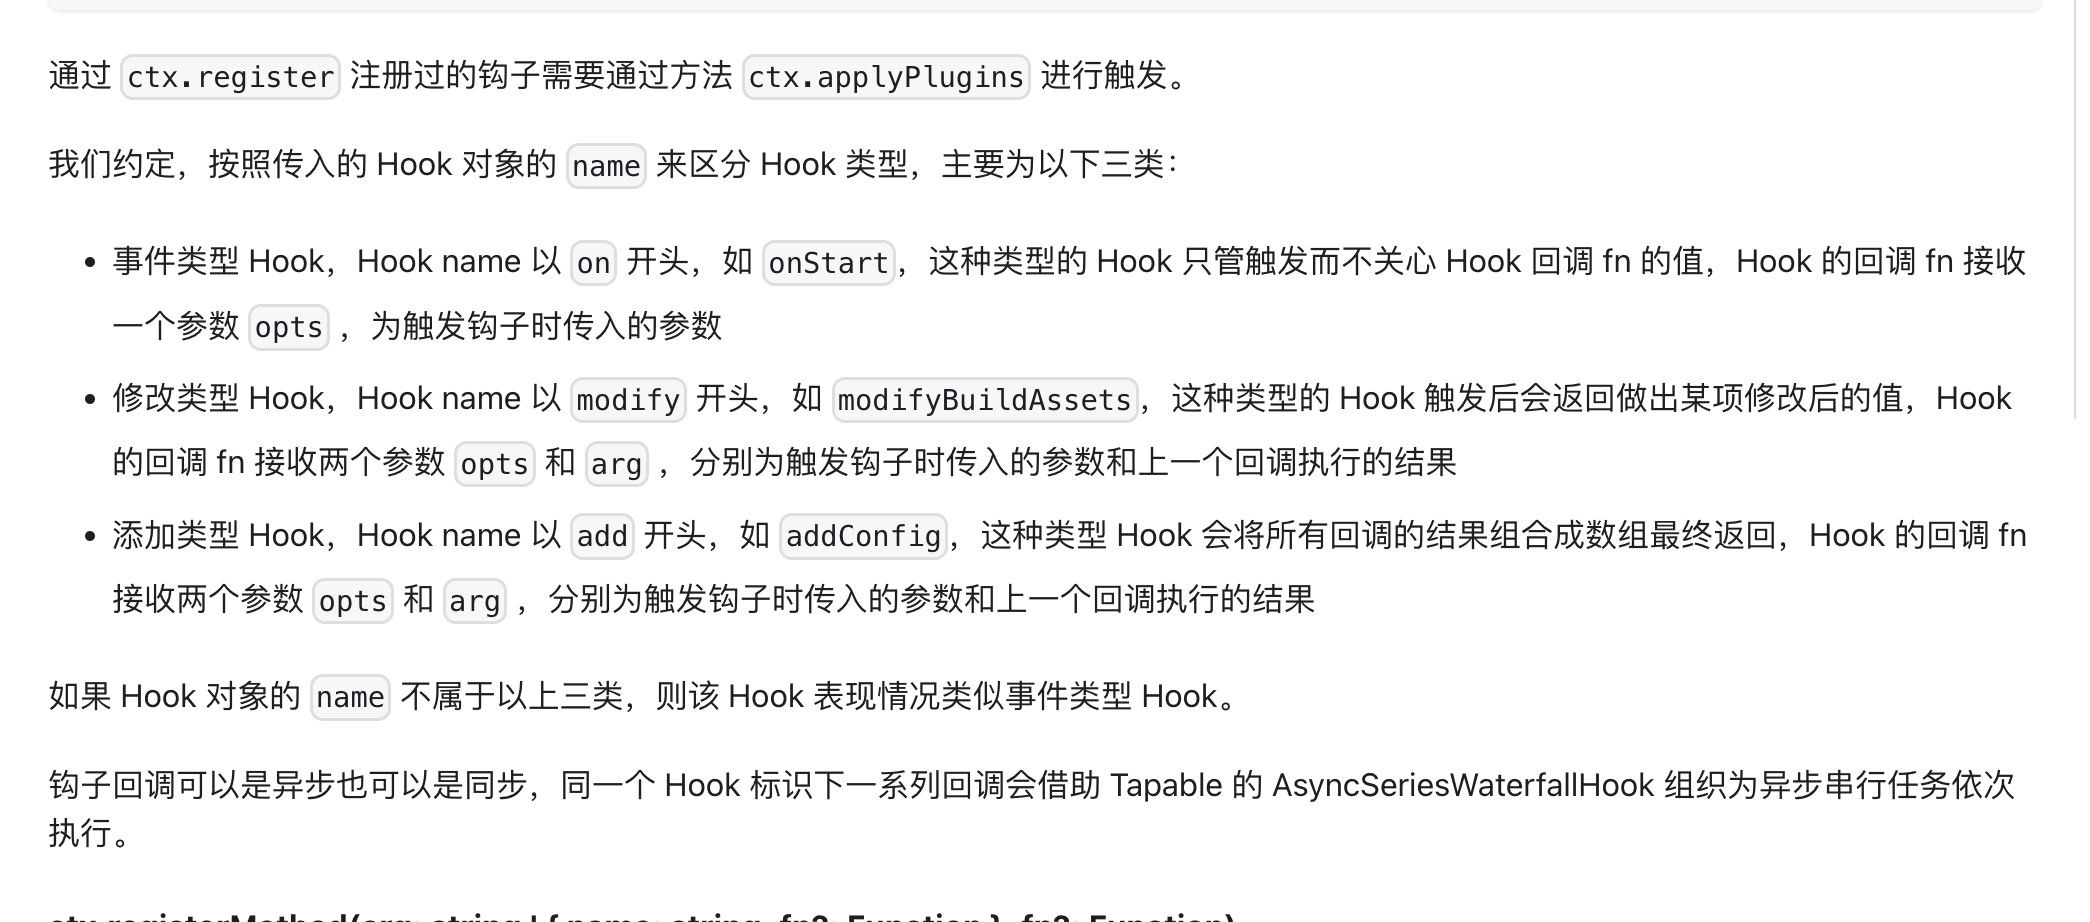 通过 ctx.register 注册过的钩子需要通过方法 ctx.applyPlugins 进行触发。
我们约定，按照传入的 Hook 对象的 name 来区分 Hook 类型，主要为以下三类：
• 事件类型 Hook，Hook name 以 on 开头，如 onStart，这种类型的 Hook 只管触发而不关心 Hook 回调 fn 的值，Hook 的回调 fn 接收
一个参数 opts ，为触发钩子时传入的参数
• 修改类型 Hook，Hook name 以 modify 开头，如 modifyBuildAssets，这种类型的 Hook 触发后会返回做出某项修改后的值，Hook
的回调 fn 接收两个参数 opts 和 arg ，分别为触发钩子时传入的参数和上一个回调执行的结果
• 添加类型 Hook，Hook name 以 add 开头，如 addConfig，这种类型 Hook 会将所有回调的结果组合成数组最终返回，Hook 的回调 fn
接收两个参数 opts 和 arg ，分别为触发钩子时传入的参数和上一个回调执行的结果
如果 Hook 对象的 name 不属于以上三类，则该 Hook 表现情况类似事件类型 Hook。
钩子回调可以是异步也可以是同步，同一个 Hook 标识下一系列回调会借助 Tapable 的 AsyncSeriesWaterfallHook 组织为异步串行任务依次
执行。
ctx.registerMethod(arg: string | { name: string, fn?: Function }, fn?: Function)